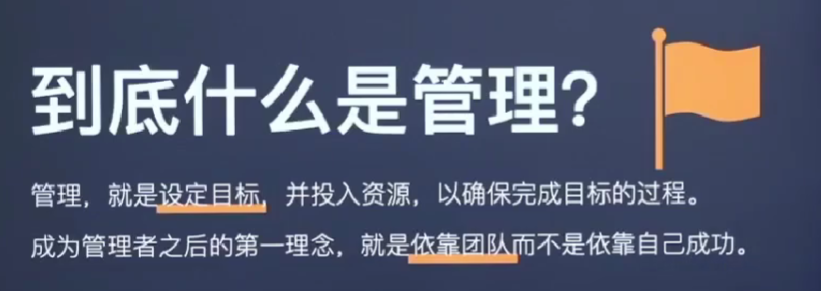 到底什么是管理？
管理，就是设定目标，并投入资源，以确保完成目标的过程。
成为管理者之后的第一理念，就是依靠团队而不是依靠自己成功。